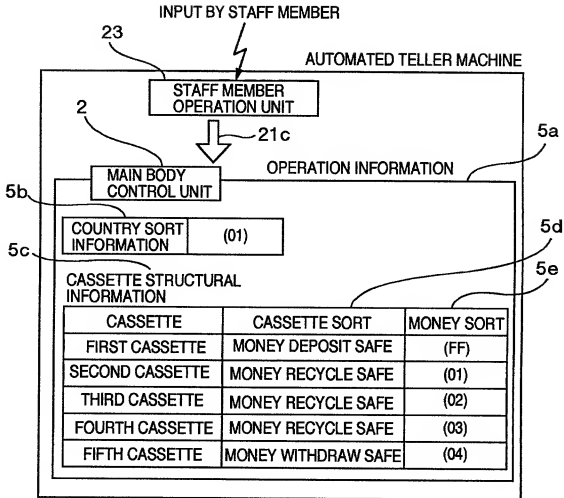 INPUT BY STAFF MEMBER
23
AUTOMATED TELLER MACHINE
STAFF MEMBER
OPERATION UNIT
2
21c
5a
MAIN BODY
CONTROL UNIT
OPERATION INFORMATION
5b
COUNTRY SORT
INFORMATION
(01)
5d
5c
5e
CASSETTE STRUCTURAL
INFORMATION
CASSETTE CASSETTE SORT MONEY SORT
FIRST CASSETTE MONEY DEPOSIT SAFE (FF)
SECOND CASSETTE MONEY RECYCLE SAFE (01)
THIRD CASSETTE MONEY RECYCLE SAFE (02)
FOURTH CASSETTE MONEY RECYCLE SAFE (03)
FIFTH CASSETTE MONEY WITHDRAW SAFE (04)